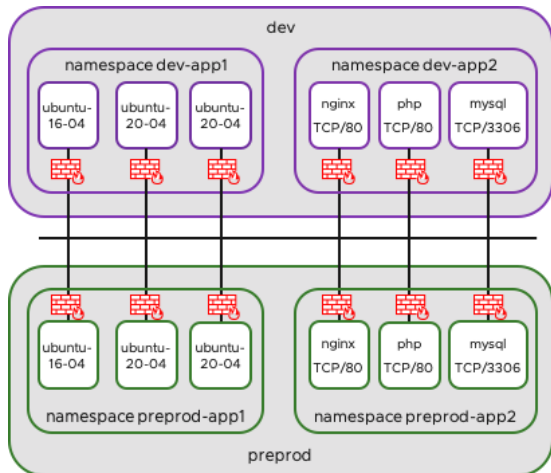 dev
namespace dev-app1
ubuntu-
16-04
ubuntu-
20-04
ubuntu-
20-04
namespace dev-app2
nginx
TCP/80
php
TCP/80
mysql
TCP/3306
ubuntu-
16-04
ubuntu-
20-04
ubuntu-
20-04
namespace preprod-app1
nginx
TCP/80
php
TCP/80
mysql
TCP/3306
namespace preprod-app2
preprod